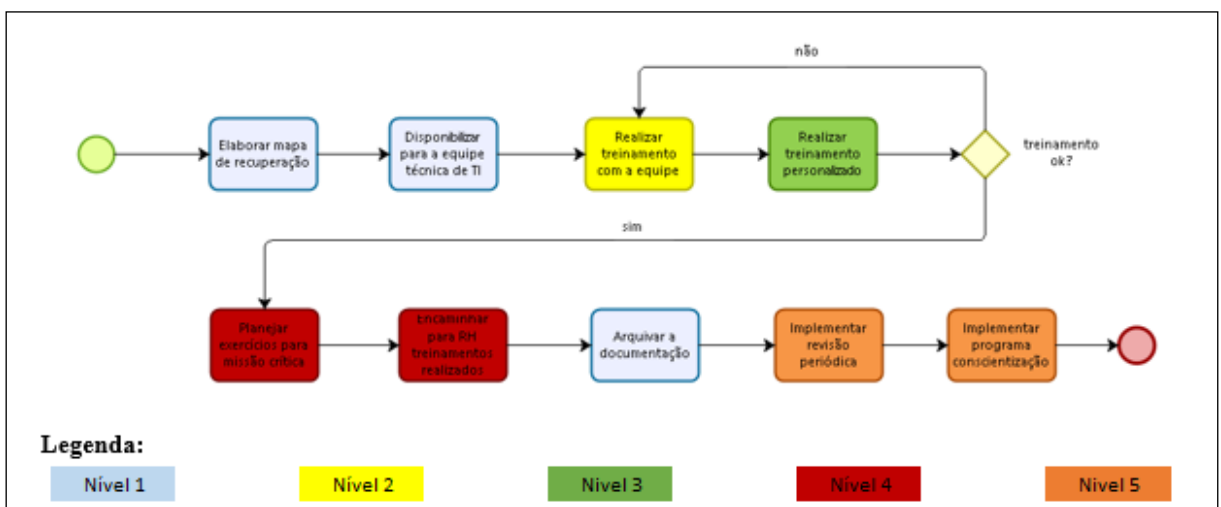 não
Elaborar mapa
de recuperação
Disponibilizar
para a equipe
técnica de TI
Realizar
treinamento
com a equipe
Realizar
treinamento
personalizado
treinamento
ok?
sim
Planejar
exercícios para
missão crítica
Encaminhar
para RH
treinamentos
realizados
Arquivar a
documentação
Implementar
revisão
periódica
Implementar
programa
conscientização
Legenda:
Nível 1
Nível 2
Nível 3
Nível 4
Nível 5